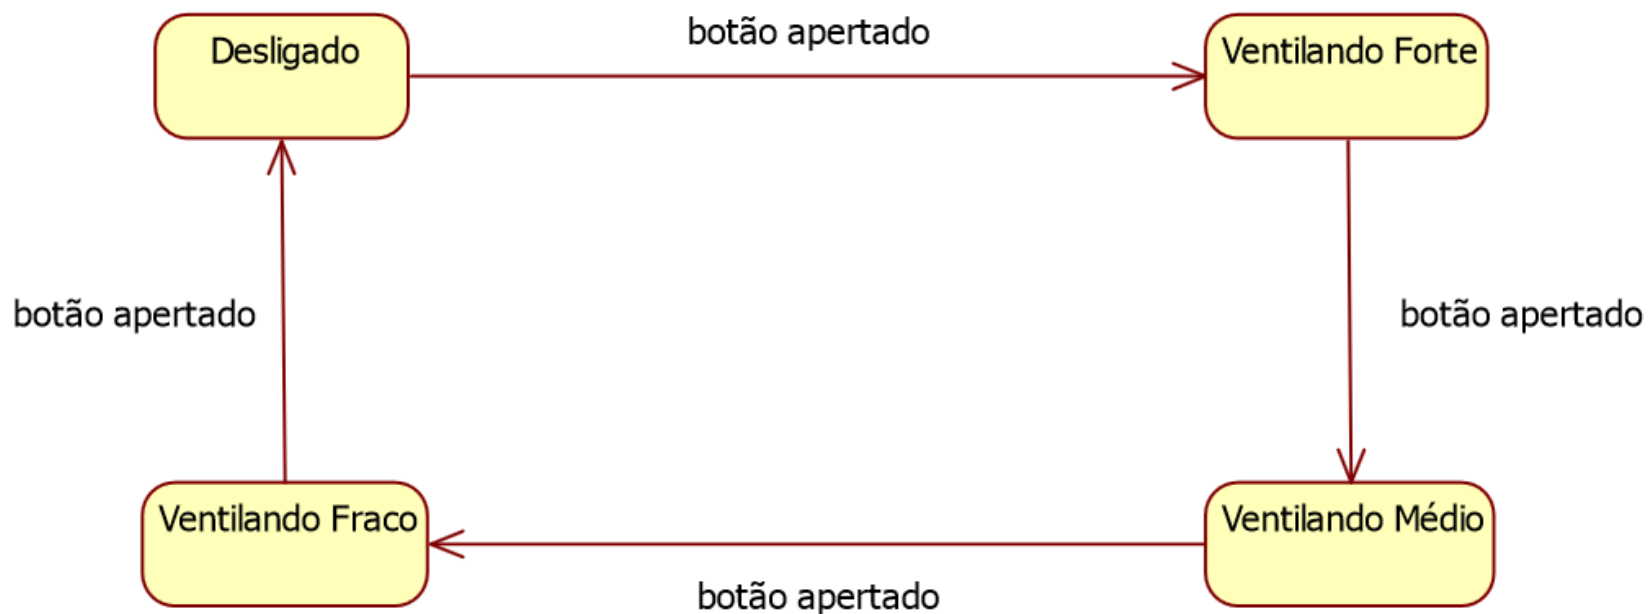 Desligado
botão apertado
Ventilando Forte
botão apertado
botão apertado
Ventilando Fraco
Ventilando Médio
botão apertado